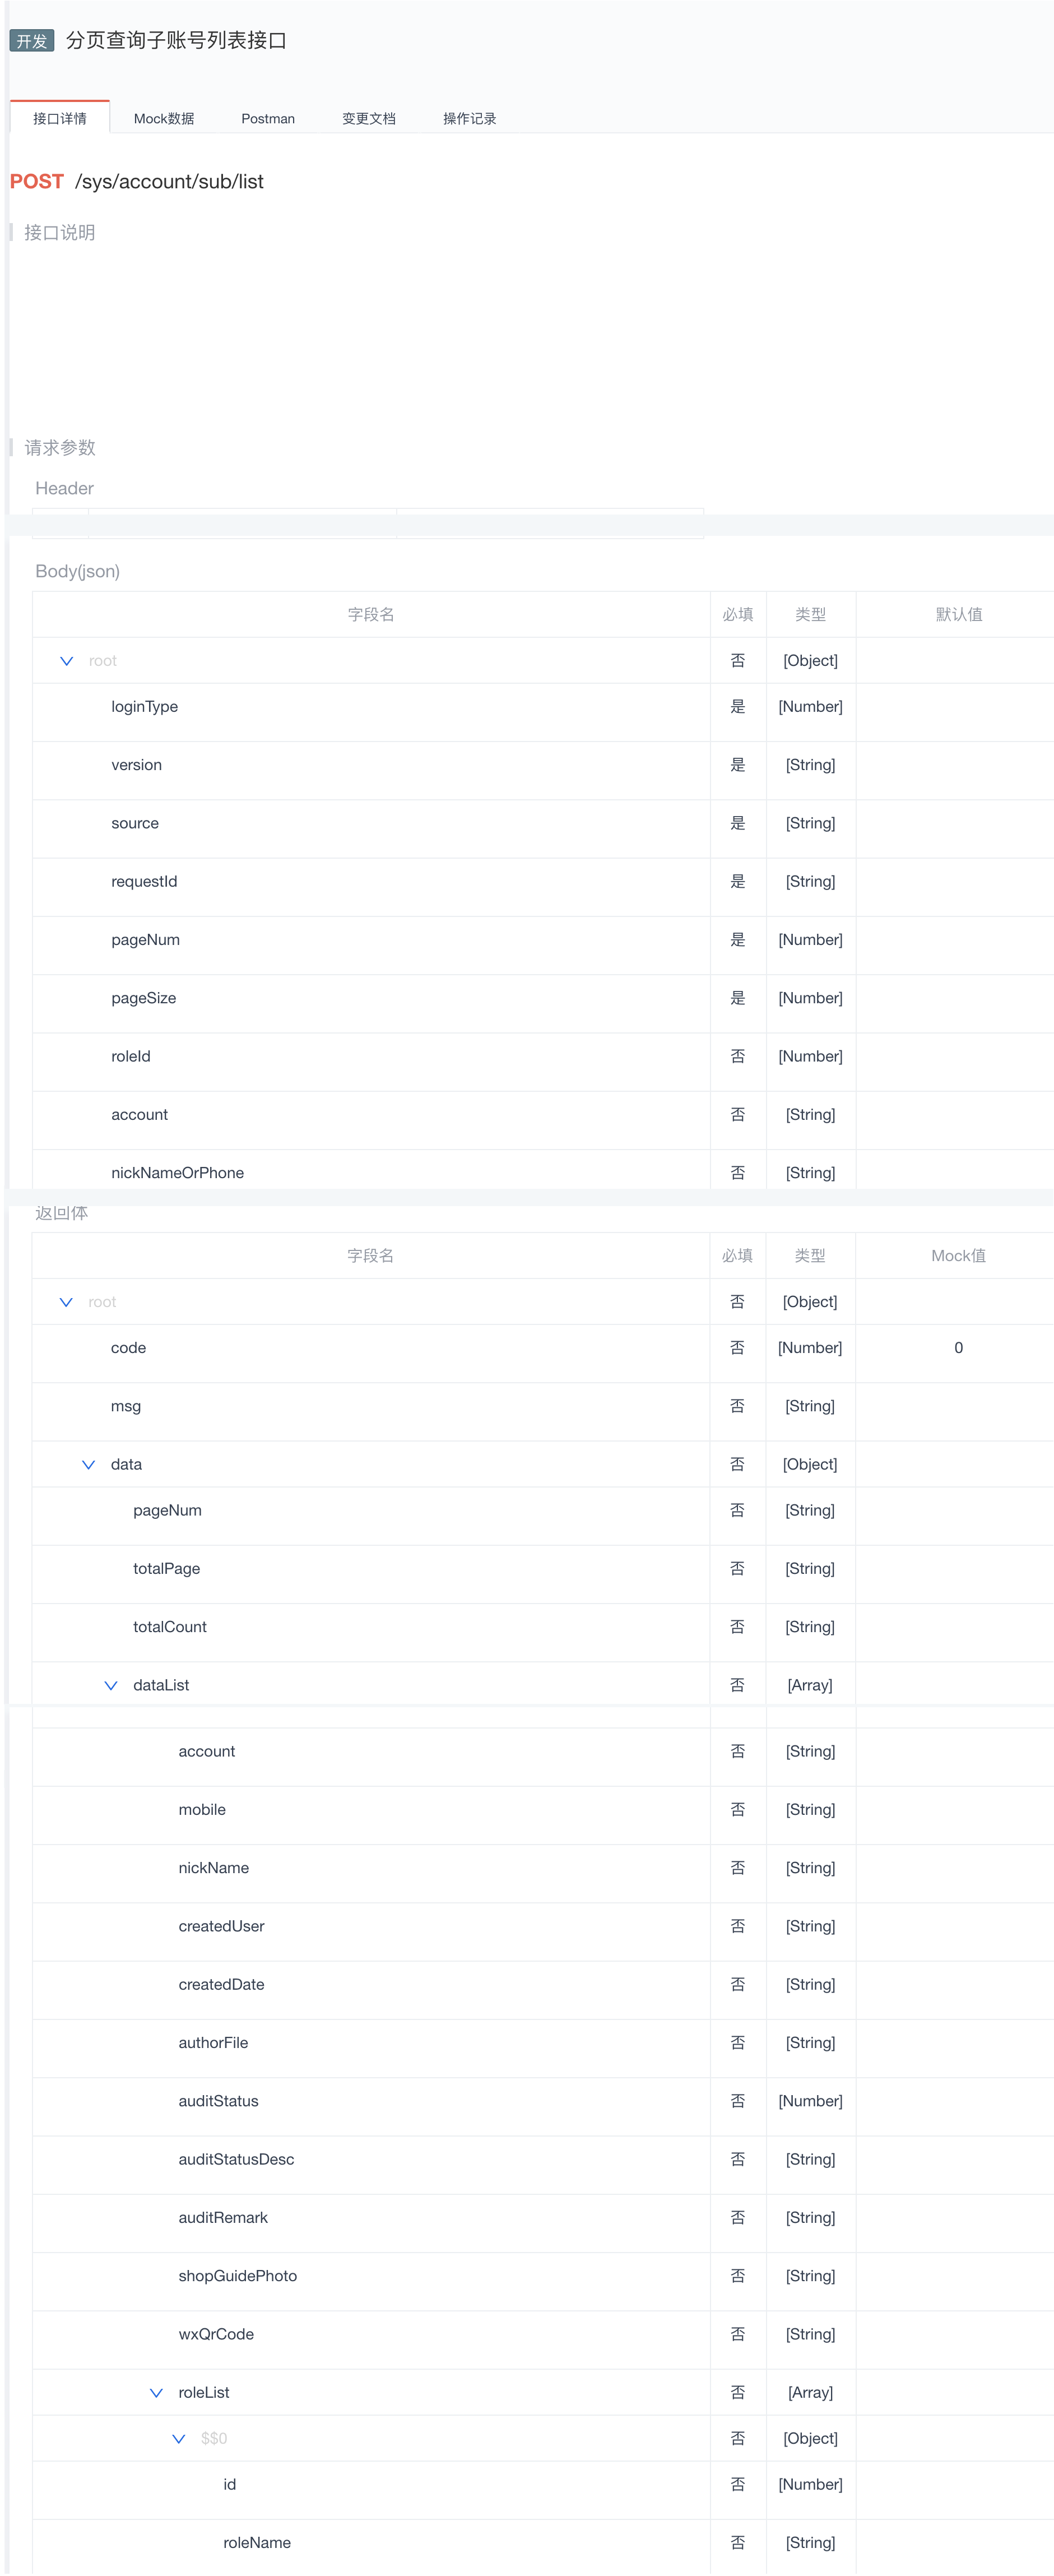 开发 分页查询子账号列表接口
接口详情 Mock数据 Postman 变更文档 操作记录
POST /sys/account/sub/list
接口说明
请求参数
Header
Body(json)
字段名 必填 类型 默认值
root 否 [Object]
loginType 是 [Number]
version 是 [String]
source 是 [String]
requestId 是 [String]
pageNum 是 [Number]
pageSize 是 [Number]
roleId 否 [Number]
account 否 [String]
nickNameOrPhone 否 [String]
返回体
字段名 必填 类型 Mock值
root 否 [Object]
code 否 [Number] 0
msg 否 [String]
data 否 [Object]
pageNum 否 [String]
totalPage 否 [String]
totalCount 否 [String]
dataList 否 [Array]
account 否 [String]
mobile 否 [String]
nickName 否 [String]
createdUser 否 [String]
createdDate 否 [String]
authorFile 否 [String]
auditStatus 否 [Number]
auditStatusDesc 否 [String]
auditRemark 否 [String]
shopGuidePhoto 否 [String]
wxQrCode 否 [String]
roleList 否 [Array]
$$0 否 [Object]
id 否 [Number]
roleName 否 [String]